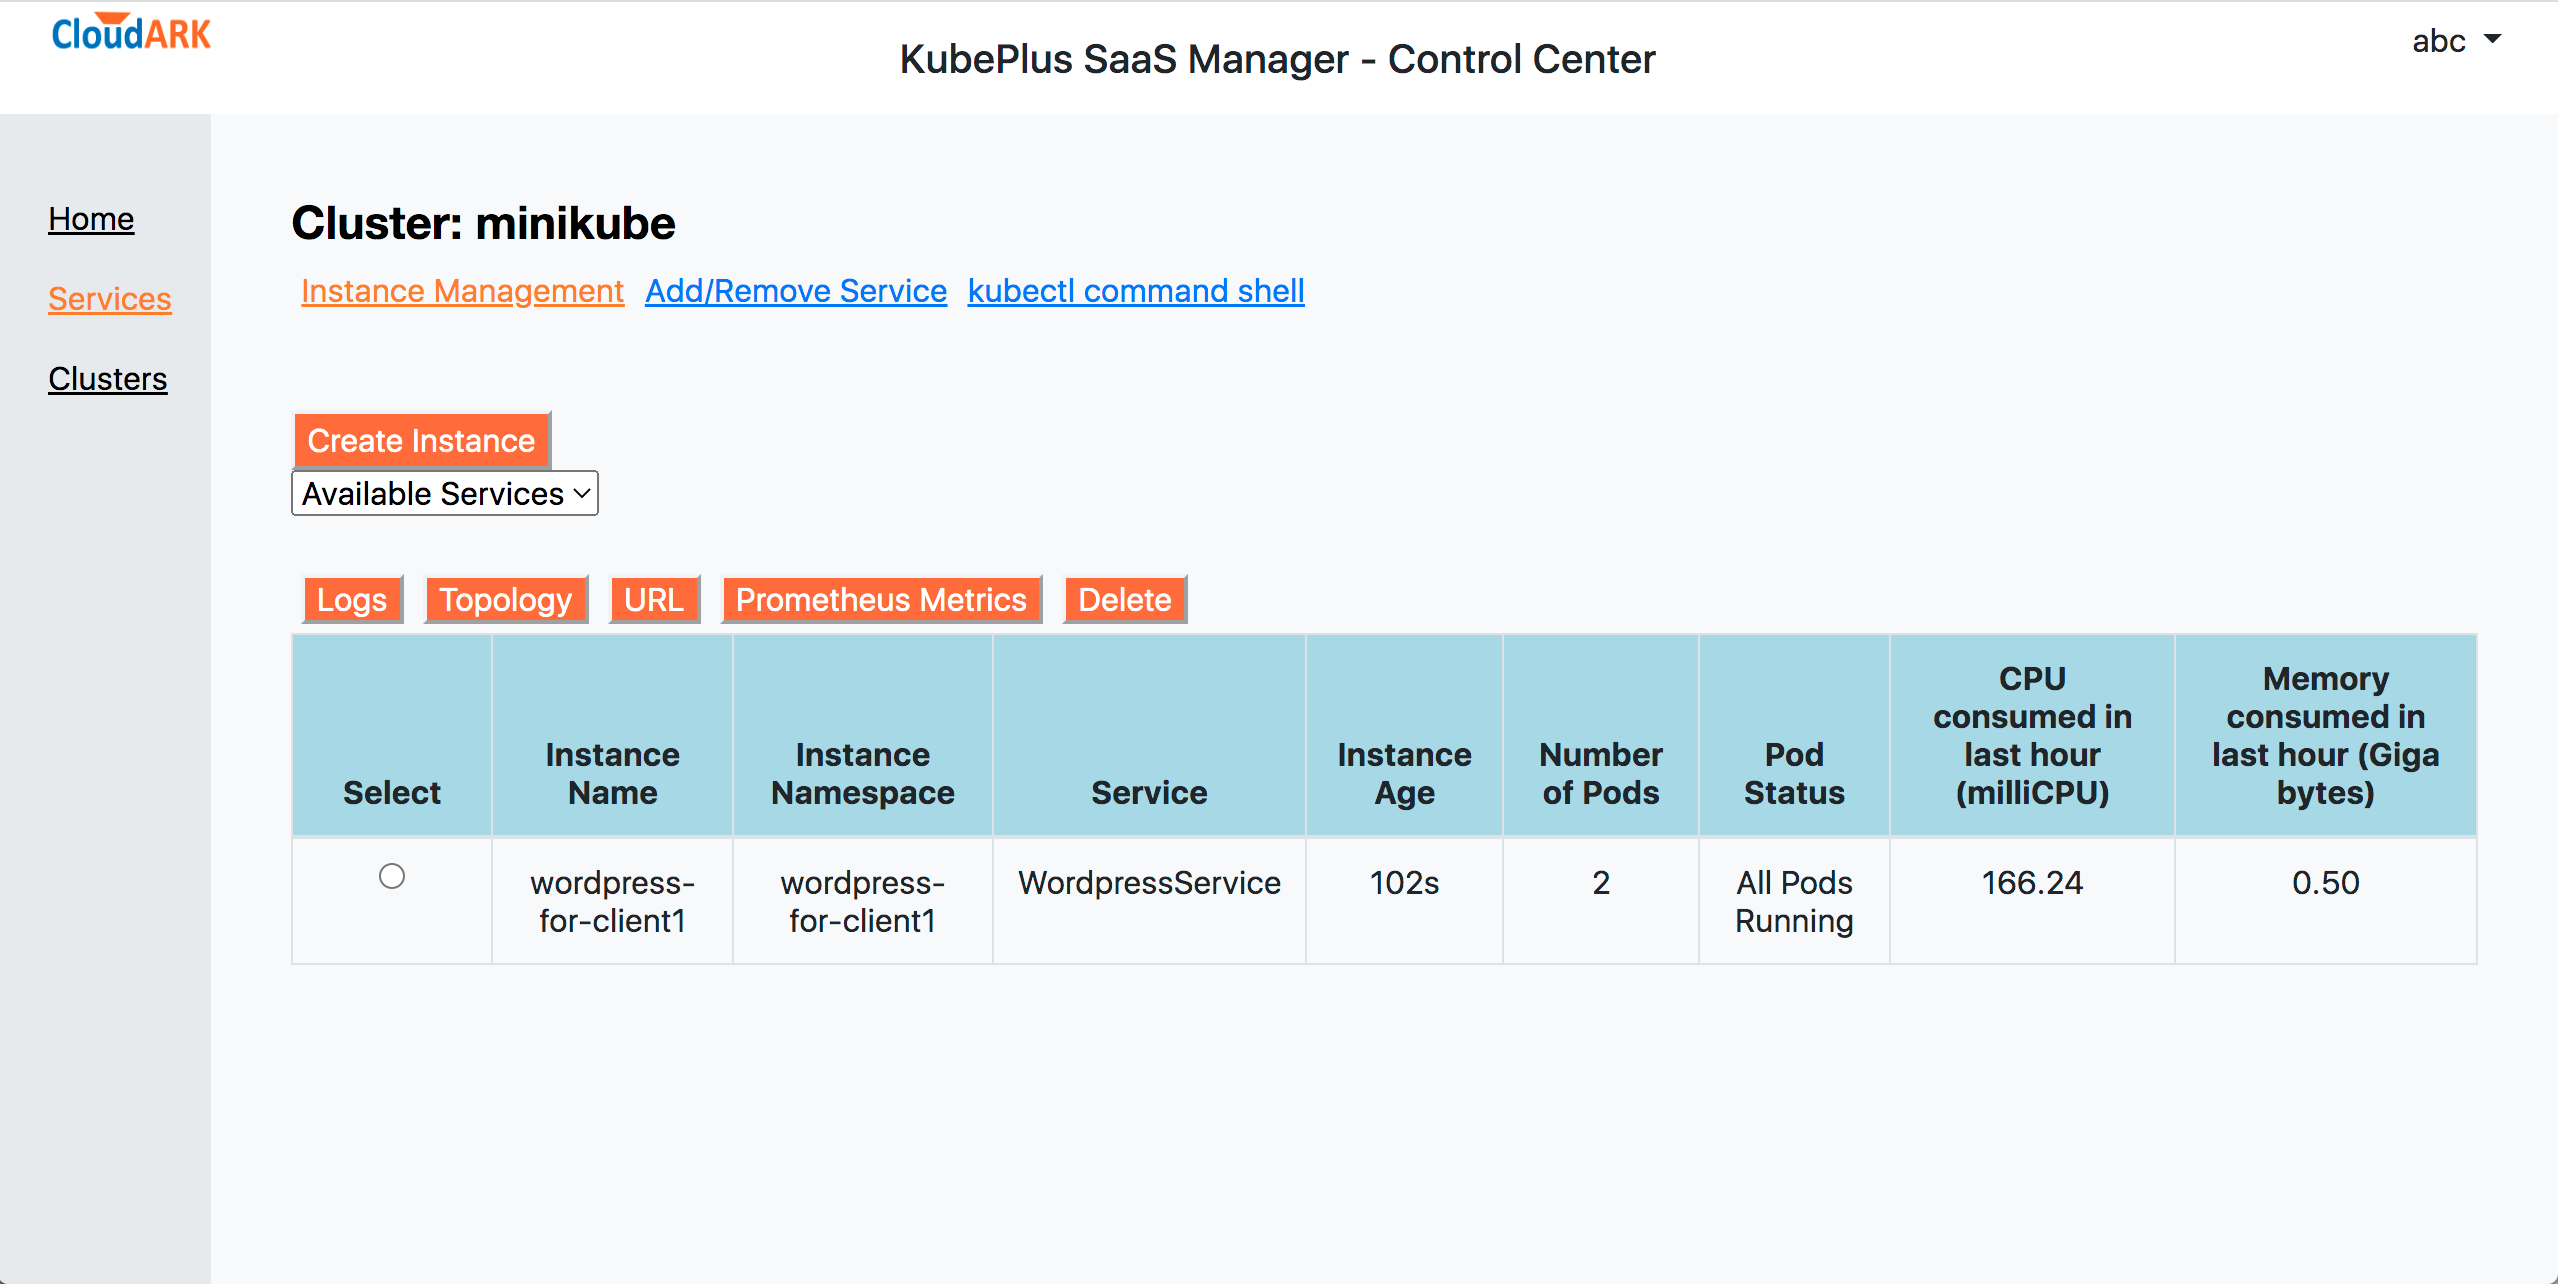 CloudARK
KubePlus SaaS Manager - Control Center
abc
Home
Services
Clusters
Cluster: minikube
Instance Management Add/Remove Service kubectl command shell
Create Instance
Available Services
Logs Topology URL Prometheus Metrics Delete
Select
Instance
Name
Instance
Namespace
Service
Instance
Age
Number
of Pods
Pod
Status
CPU
consumed in
last hour
(milliCPU)
Memory
consumed in
last hour (Giga
bytes)
wordpress-
for-client1
wordpress-
for-client1
WordpressService
102s
2
All Pods
Running
166.24
0.50